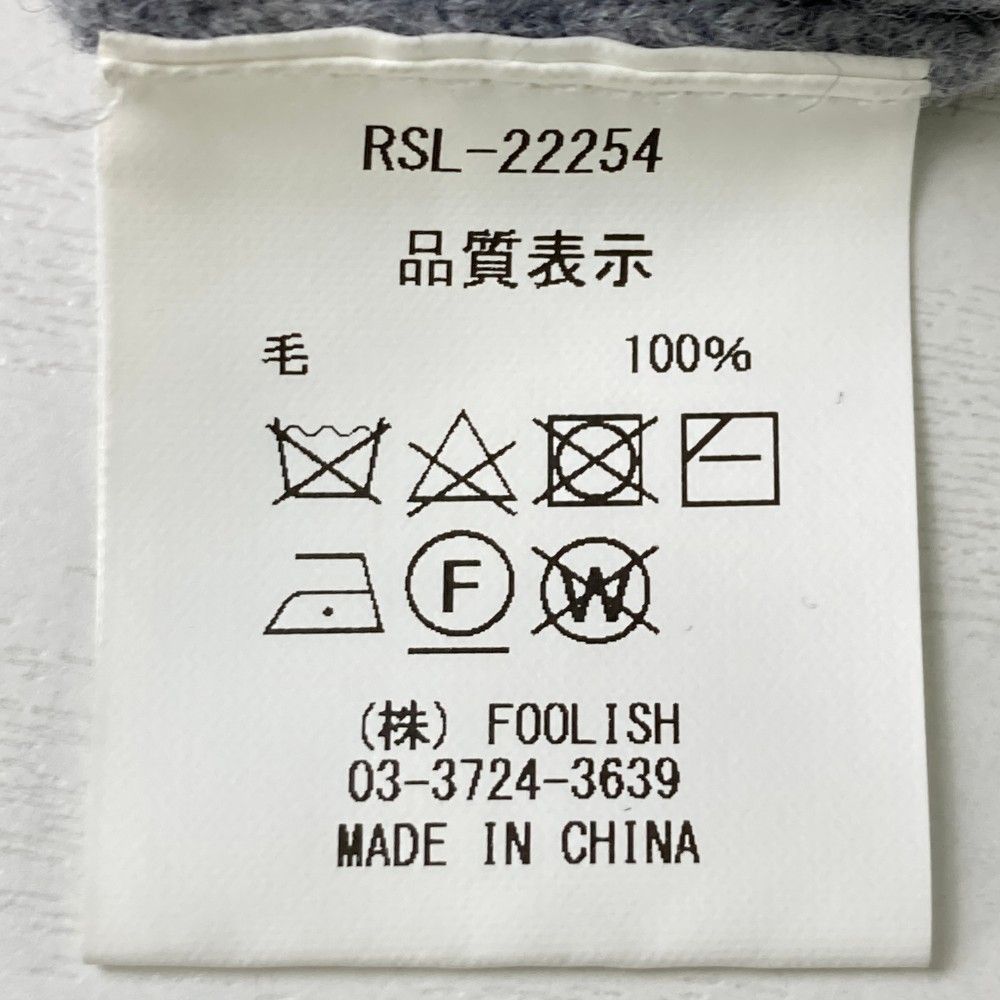 RSL-22254
品質表示
毛 100%
F W
(株) FOOLISH
03-3724-3639
MADE IN CHINA